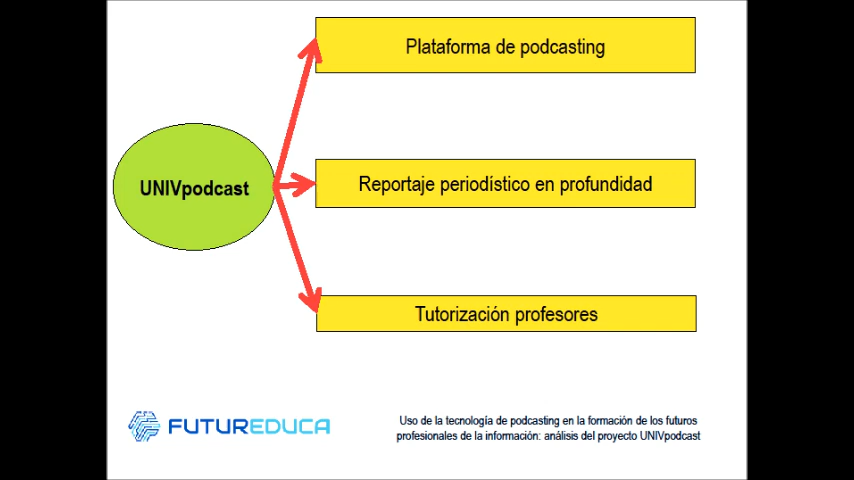 Plataforma de podcasting
UNIVpodcast
Reportaje periodístico en profundidad
Tutorización profesores
FUTUREDUCA
Uso de la tecnología de podcasting en la formación de los futuros
profesionales de la información: análisis del proyecto UNIVpodcast